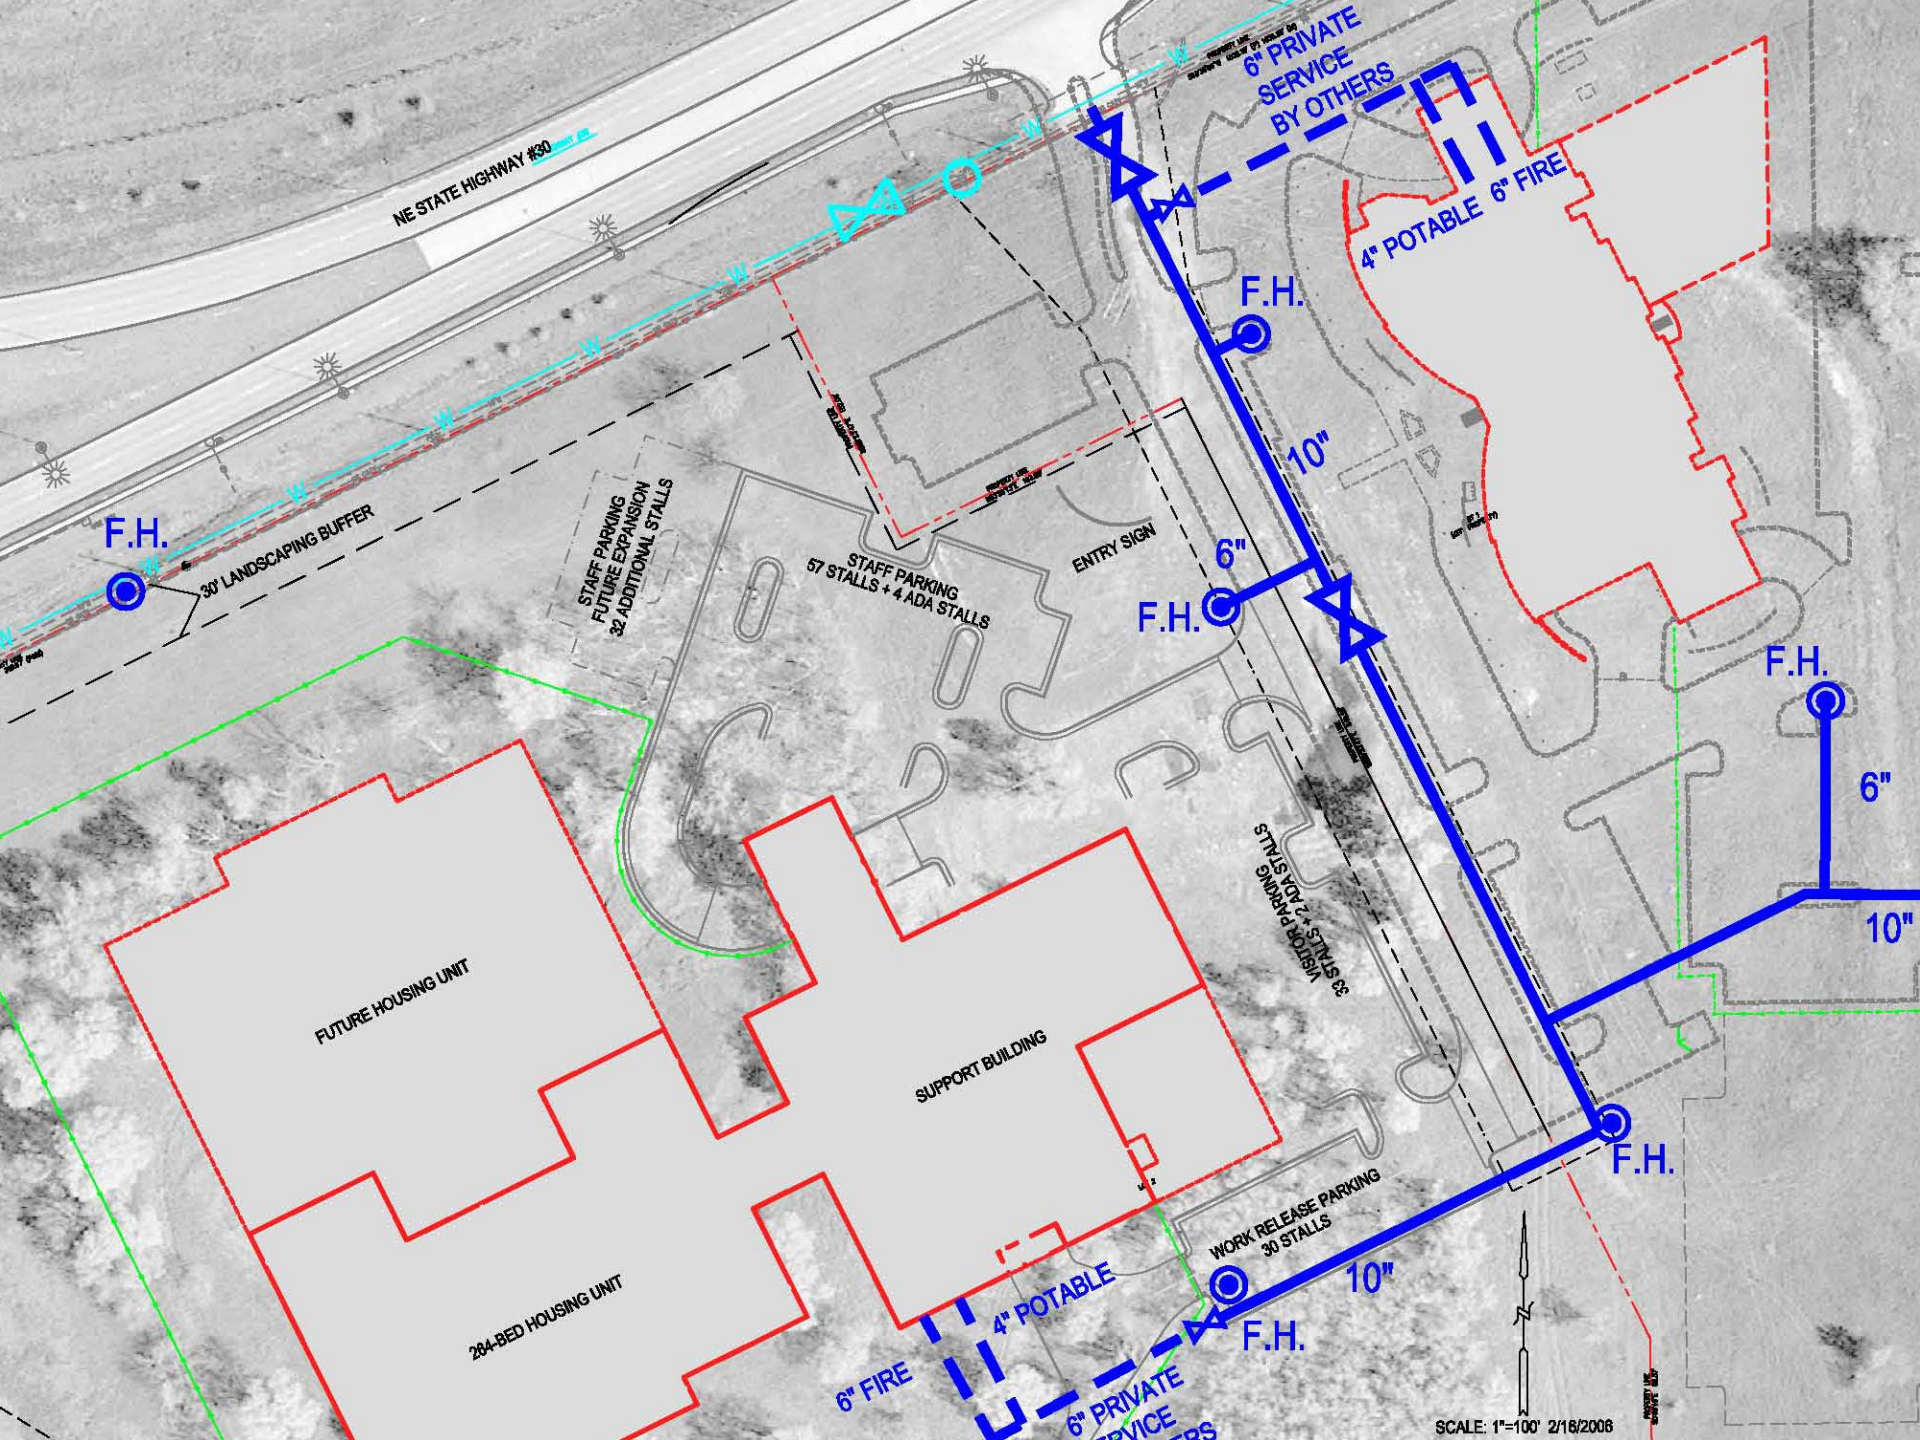 6" PRIVATE
SERVICE
BY OTHERS
W
W
W
W
W
W
W
W
W
NE STATE HIGHWAY #30
4" POTABLE
6" FIRE
F.H.
10"
F.H.
30' LANDSCAPING BUFFER
STAFF PARKING
FUTURE EXPANSION
32 ADDITIONAL STALLS
STAFF PARKING
57 STALLS + 4 ADA STALLS
ENTRY SIGN
6"
F.H.
F.H.
6"
10"
VISITOR PARKING
33 STALLS + 2 ADA STALLS
FUTURE HOUSING UNIT
SUPPORT BUILDING
F.H.
WORK RELEASE PARKING
30 STALLS
10"
F.H.
264-BED HOUSING UNIT
4" POTABLE
6" FIRE
6" PRIVATE
SCALE: 1"=100' 2/16/2006